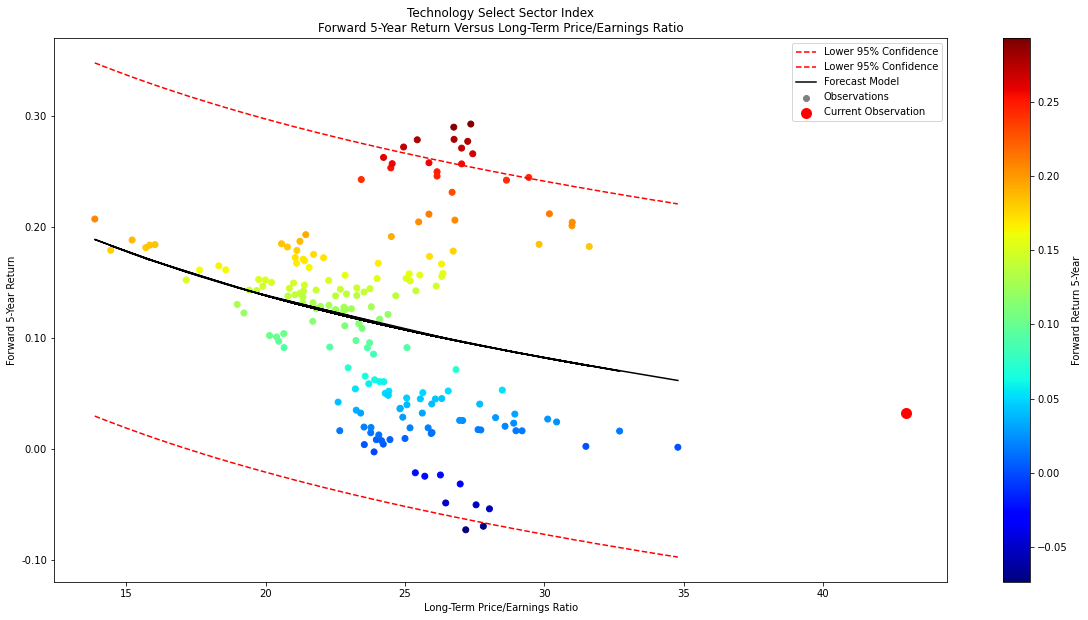 Technology Select Sector Index
Forward 5-Year Return Versus Long-Term Price/Earnings Ratio
Lower 95% Confidence
Lower 95% Confidence
Forecast Model
Observations
Current Observation
Forward 5-Year Return
0.30
0.20
0.10
0.00
-0.10
15
20
25
30
35
40
Long-Term Price/Earnings Ratio
0.25
0.20
0.15
0.10
0.05
0.00
−0.05
Forward Return 5-Year